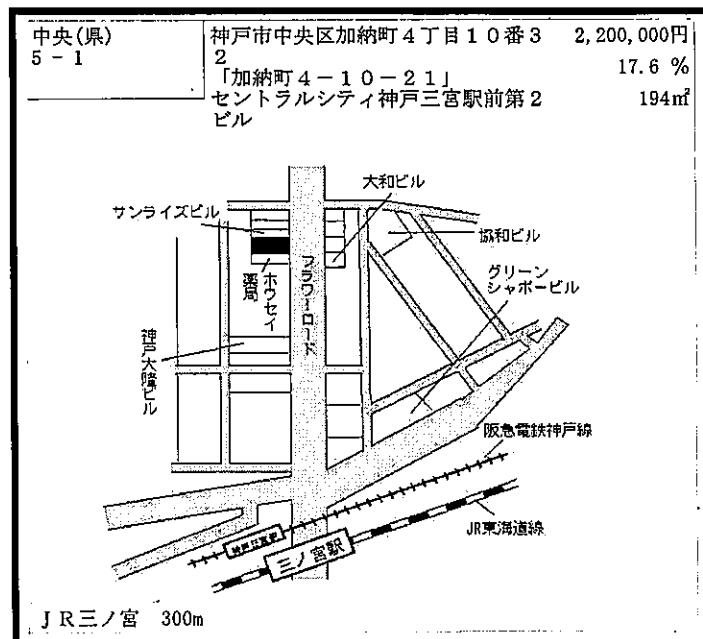 中央(県)
5-1
神戸市中央区加納町4丁目10番3
2
「加納町4-10-21」
セントラルシティ神戸三宮駅前第2
ビル
2,200,000円
17.6 %
194㎡
大和ビル
サンライズビル
協和ビル
フラワーロード
グリーン
シャポービル
ホウセイ
薬局
神戸大隆ビル
阪急電鉄神戸線
三ノ宮駅
JR東海道線
JR三ノ宮 300m